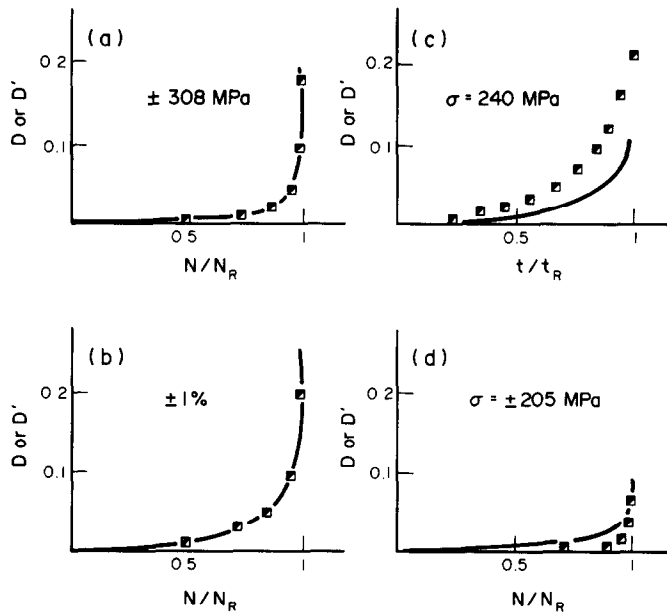 (a)
D or D'
0.2
0.1
± 308 MPa
0 5
1
N/N_R
(c)
D or D'
0.2
0.1
σ = 240 MPa
0.5
1
t/t_R
(b)
D or D'
0.2
0.1
± 1%
0 5
1
N/N_R
(d)
D or D'
0.2
0.1
σ = ± 205 MPa
0.5
1
N/N_R